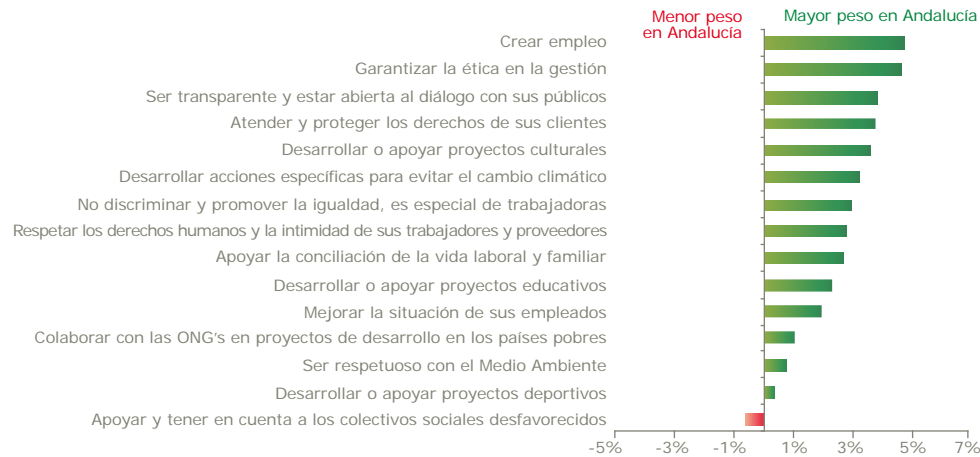 Menor peso
en Andalucía
Mayor peso en Andalucía
Crear empleo
Garantizar la ética en la gestión
Ser transparente y estar abierta al diálogo con sus públicos
Atender y proteger los derechos de sus clientes
Desarrollar o apoyar proyectos culturales
Desarrollar acciones específicas para evitar el cambio climático
No discriminar y promover la igualdad, es especial de trabajadoras
Respetar los derechos humanos y la intimidad de sus trabajadores y proveedores
Apoyar la conciliación de la vida laboral y familiar
Desarrollar o apoyar proyectos educativos
Mejorar la situación de sus empleados
Colaborar con las ONG's en proyectos de desarrollo en los países pobres
Ser respetuoso con el Medio Ambiente
Desarrollar o apoyar proyectos deportivos
Apoyar y tener en cuenta a los colectivos sociales desfavorecidos
-5% -3% -1% 1% 3% 5% 7%